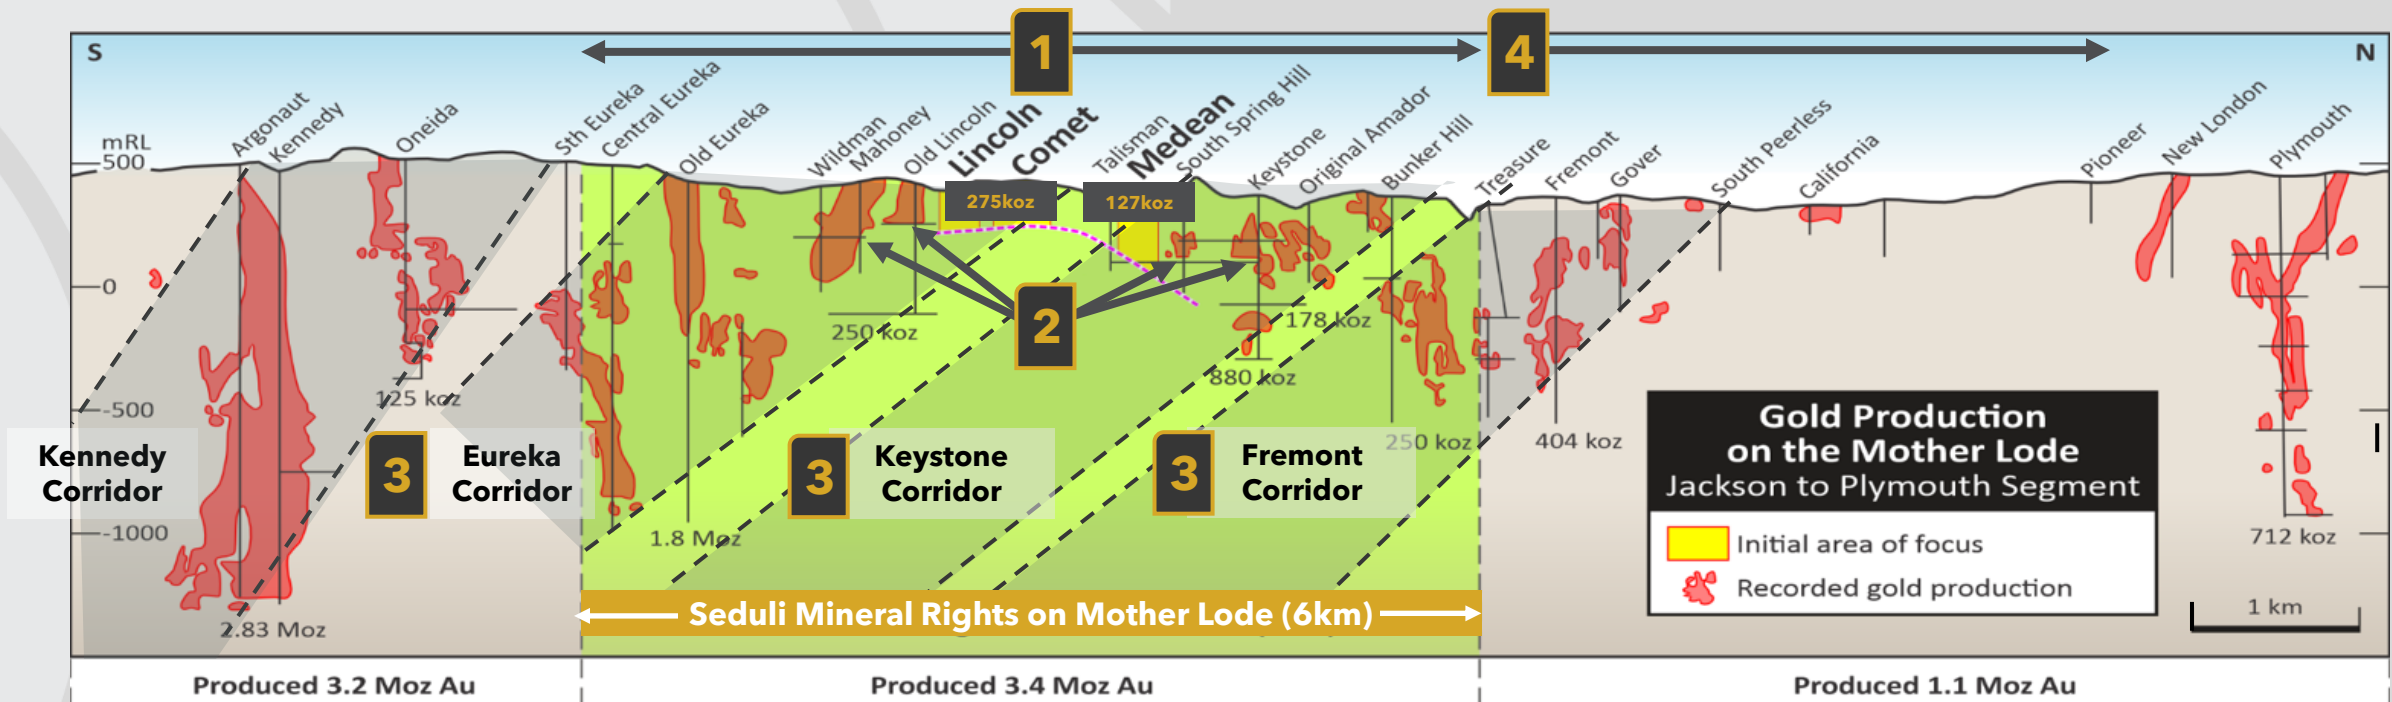 S
1
4
N
mRL
500
0
-500
-1000
Argonaut
Kennedy
Oneida
Sth Eureka
Central Eureka
Old Eureka
Wildman
Mahoney
Old Lincoln
Lincoln
Comet
Talisman
Medean
South Spring Hill
Keystone
Original Amador
Bunker Hill
Treasure
Fremont
Gover
South Peerless
California
Pioneer
New London
Plymouth
275koz
127koz
2
250 koz
178 koz
880 koz
125 koz
250 koz
404 koz
Kennedy
Corridor
3
Eureka
Corridor
3
Keystone
Corridor
3
Fremont
Corridor
1.8 Moz
2.83 Moz
712 koz
Seduli Mineral Rights on Mother Lode (6km)
Gold Production
on the Mother Lode
Jackson to Plymouth Segment
Initial area of focus
Recorded gold production
1 km
Produced 3.2 Moz Au
Produced 3.4 Moz Au
Produced 1.1 Moz Au